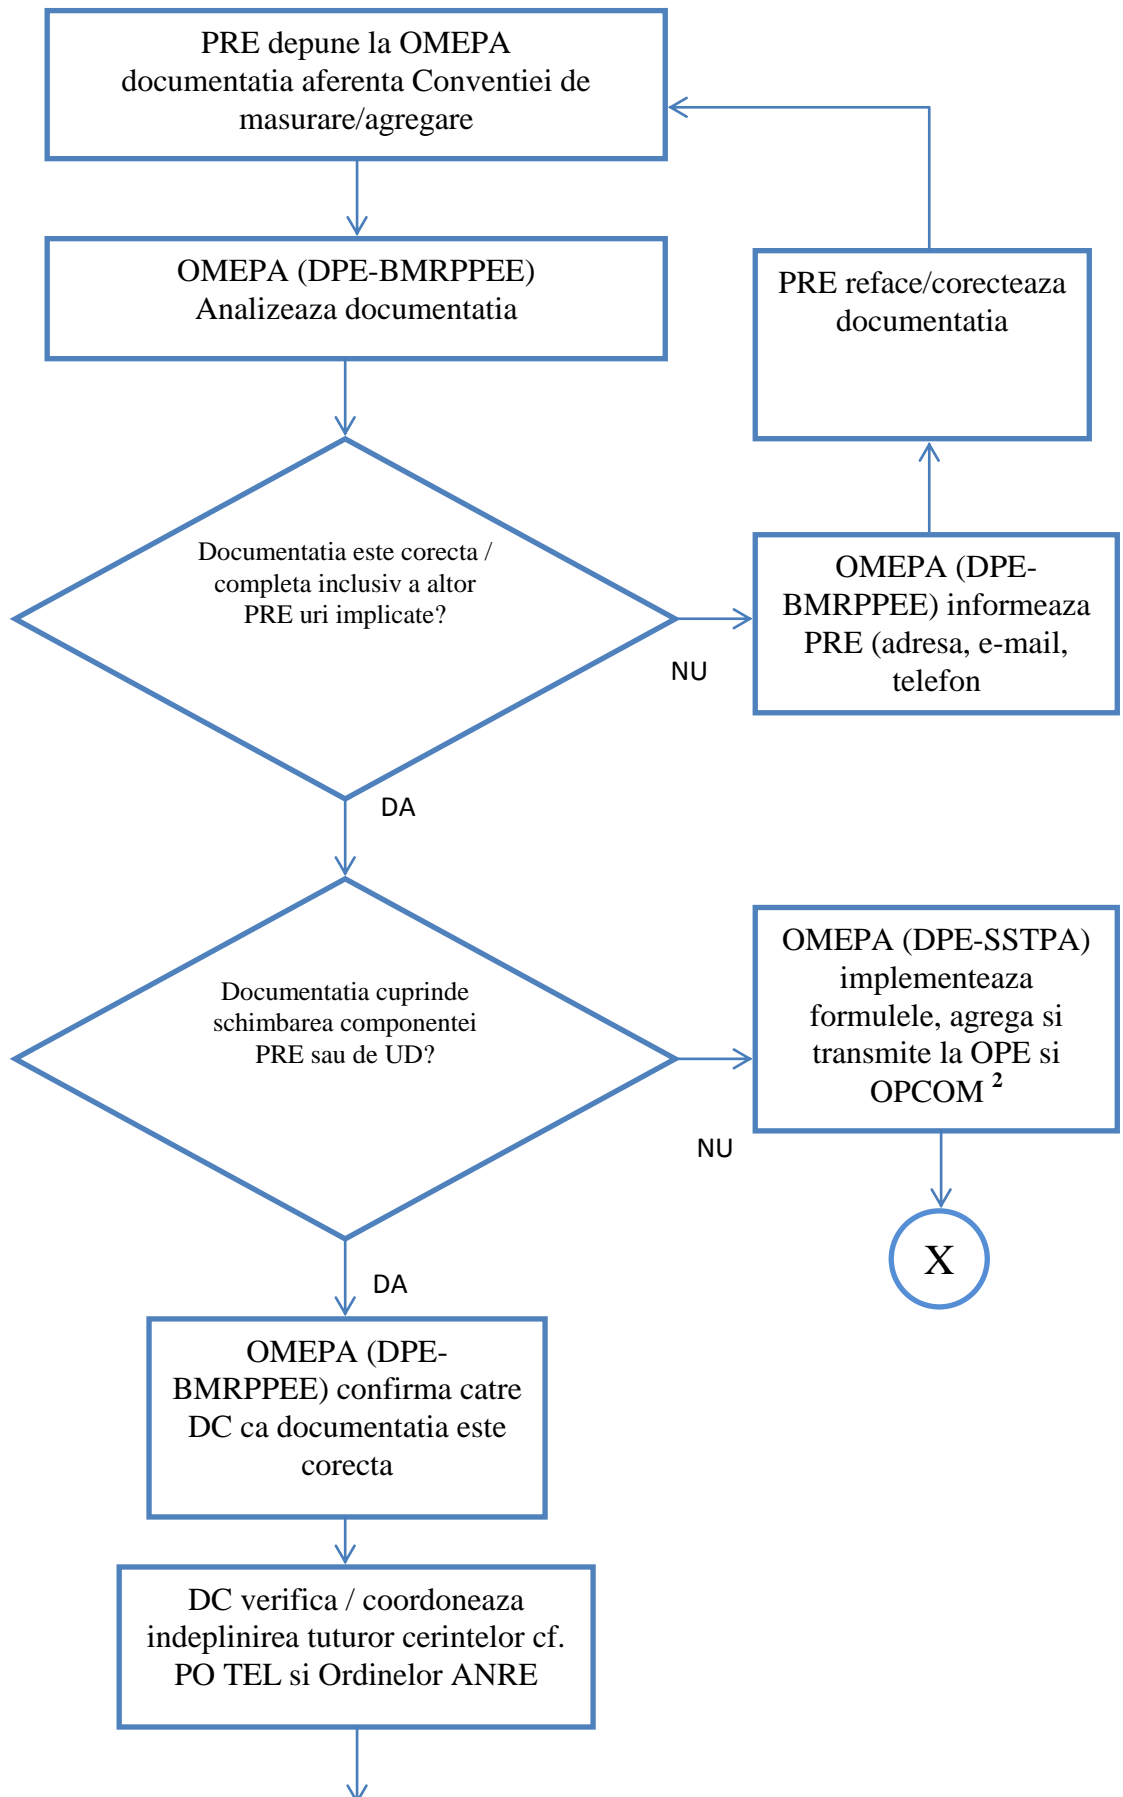 PRE depune la OMEPA
documentatia aferenta Conventiei de
masurare/agregare
OMEPA (DPE-BMRPPEE)
Analizeaza documentatia
PRE reface/corecteaza
documentatia
Documentatia este corecta /
completa inclusiv a altor
PRE uri implicate?
OMEPA (DPE-
BMRPPEE) informeaza
PRE (adresa, e-mail,
telefon
NU
DA
Documentatia cuprinde
schimbarea componentei
PRE sau de UD?
OMEPA (DPE-SSTPA)
implementeaza
formulele, agrega si
transmite la OPE si
OPCOM ²
NU
X
DA
OMEPA (DPE-
BMRPPEE) confirma catre
DC ca documentatia este
corecta
DC verifica / coordoneaza
indeplinirea tuturor cerintelor cf.
PO TEL si Ordinelor ANRE